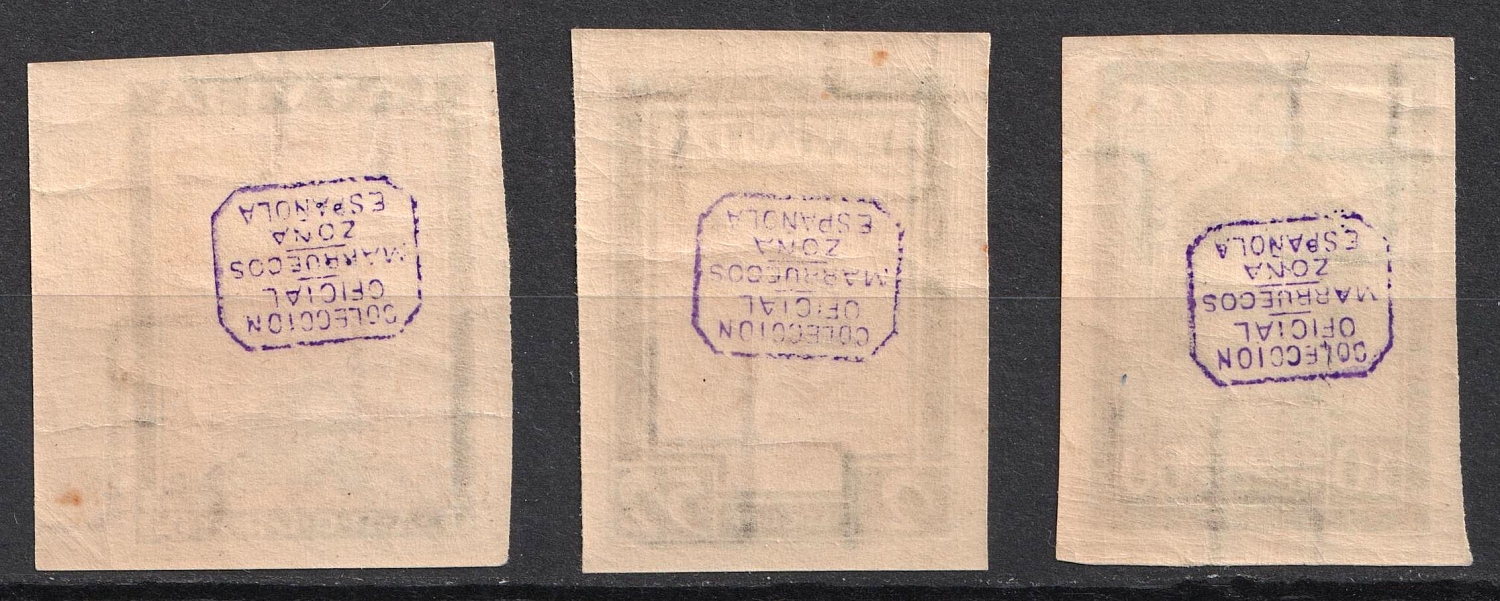 COLECCION
OFICIAL
MARRUECOS
ZONA
ESPAÑOLA
COLECCION
OFICIAL
MARRUECOS
ZONA
ESPAÑOLA
COLECCION
OFICIAL
MARRUECOS
ZONA
ESPAÑOLA